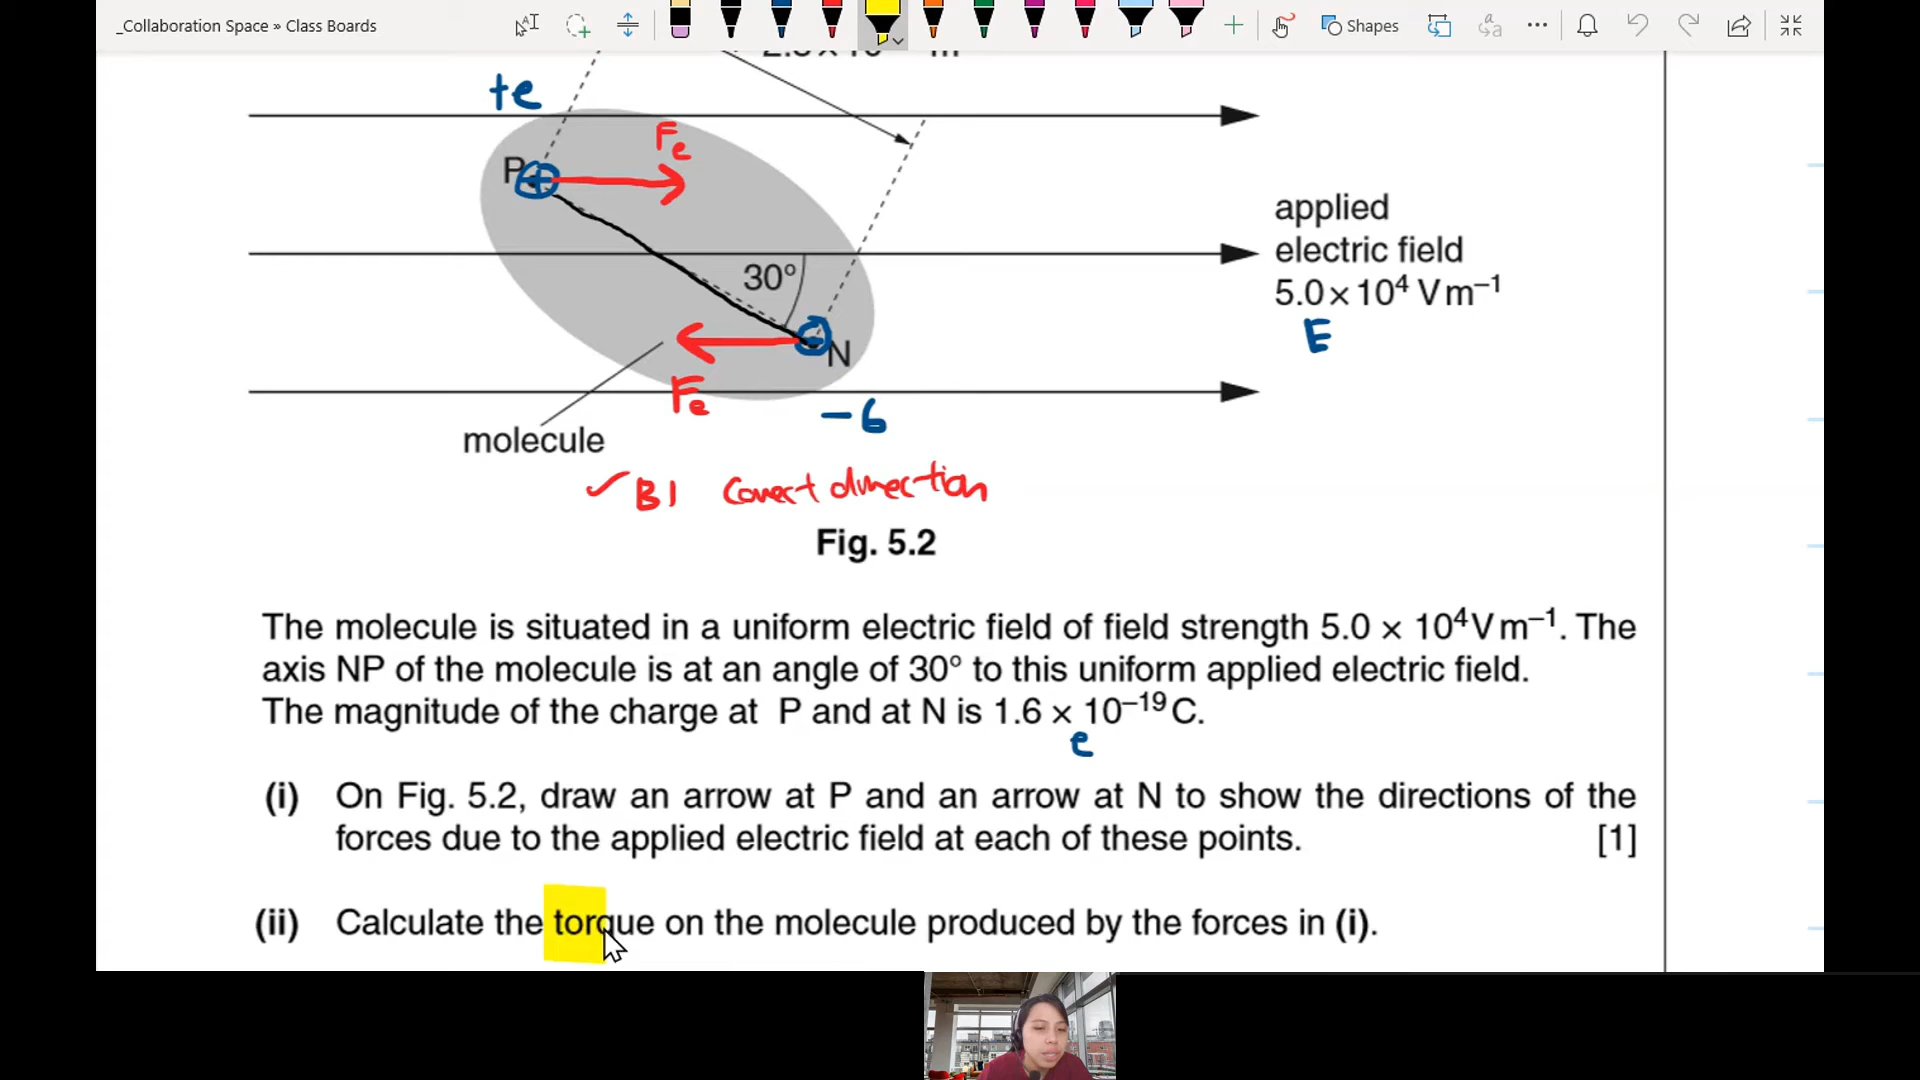 _Collaboration Space » Class Boards
Shapes
+e
Fe
P
applied
electric field
5.0×10⁴ V m⁻¹
E
30°
N
Fe
molecule
✓ B1 correct direction
Fig. 5.2
The molecule is situated in a uniform electric field of field strength 5.0 × 10⁴ V m⁻¹. The
axis NP of the molecule is at an angle of 30° to this uniform applied electric field.
The magnitude of the charge at P and at N is 1.6 × 10⁻¹⁹ C.
e
(i) On Fig. 5.2, draw an arrow at P and an arrow at N to show the directions of the
forces due to the applied electric field at each of these points. [1]
(ii) Calculate the torque on the molecule produced by the forces in (i).